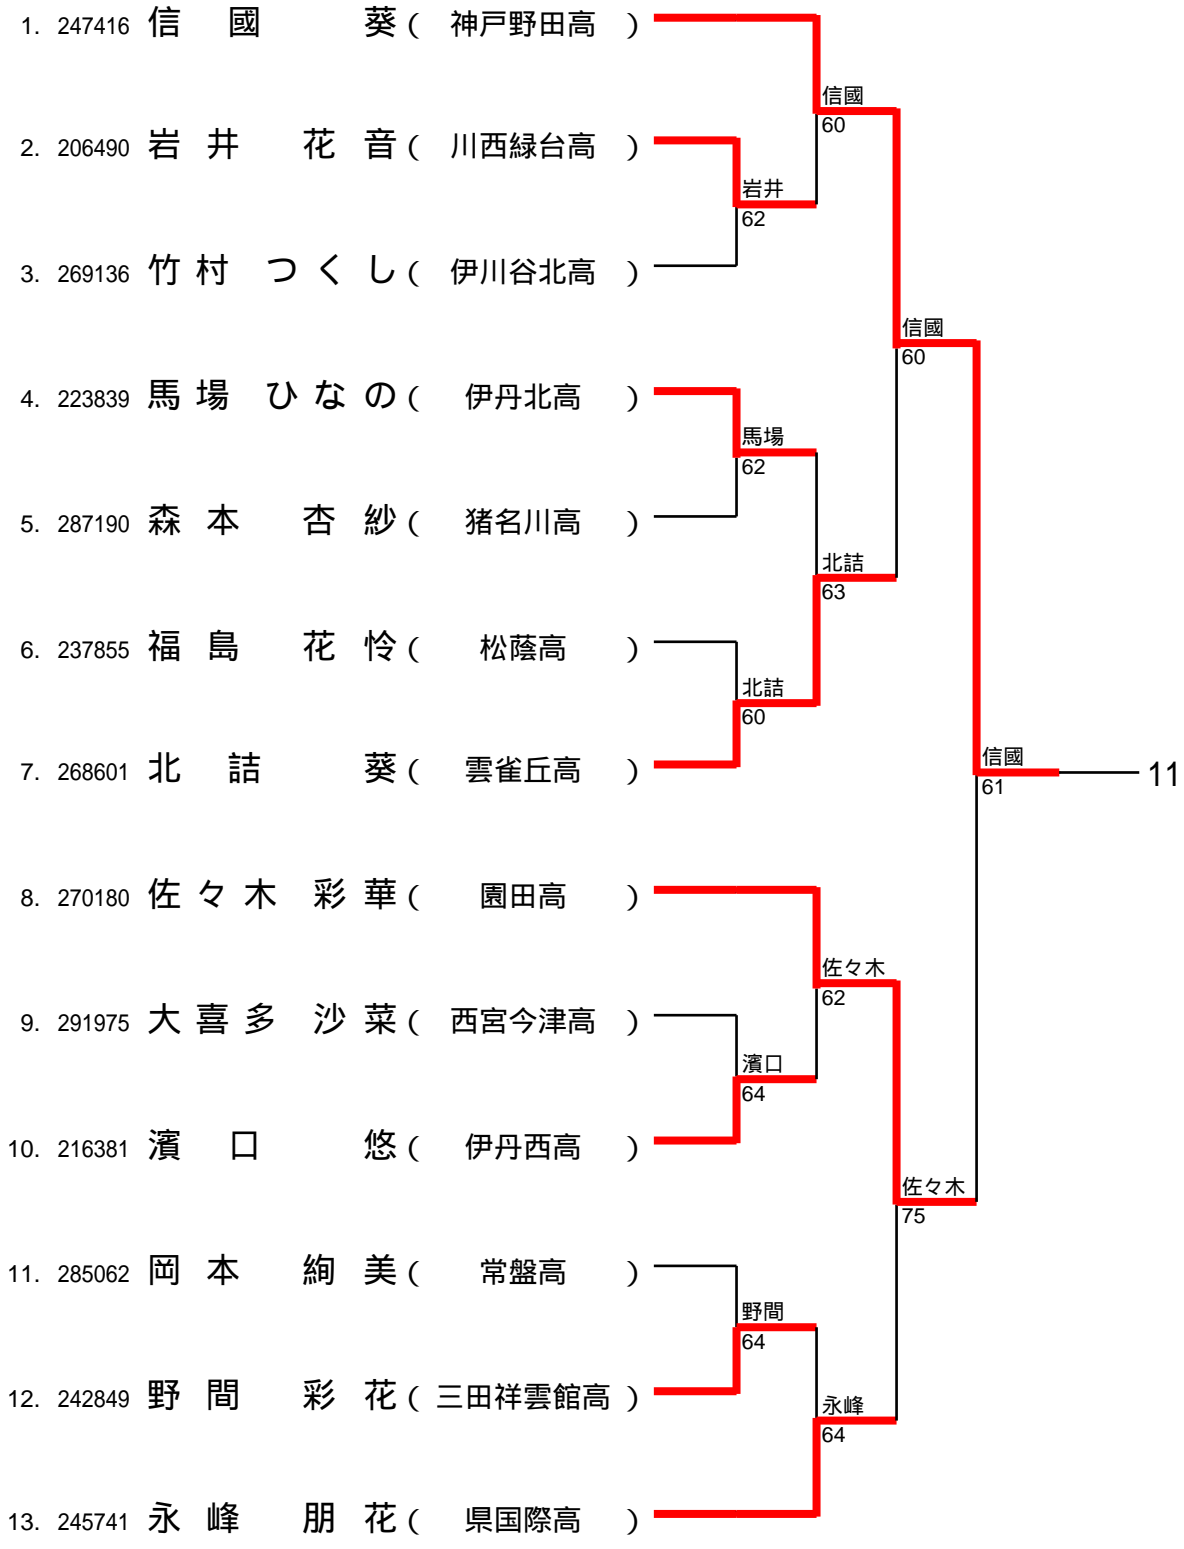 1. 247416 信國 葵 ( 神戸野田高 )
信國
60
2. 206490 岩井 花音 ( 川西緑台高 )
岩井
62
3. 269136 竹村 つくし ( 伊川谷北高 )
信國
60
4. 223839 馬場 ひなの ( 伊丹北高 )
馬場
62
5. 287190 森本 杏紗 ( 猪名川高 )
北詰
63
6. 237855 福島 花怜 ( 松蔭高 )
北詰
60
7. 268601 北詰 葵 ( 雲雀丘高 )
信國
61
11
8. 270180 佐々木 彩華 ( 園田高 )
佐々木
62
9. 291975 大喜多 沙菜 ( 西宮今津高 )
濱口
64
10. 216381 濱口 悠 ( 伊丹西高 )
佐々木
75
11. 285062 岡本 絢美 ( 常盤高 )
野間
64
12. 242849 野間 彩花 ( 三田祥雲館高 )
永峰
64
13. 245741 永峰 朋花 ( 県国際高 )